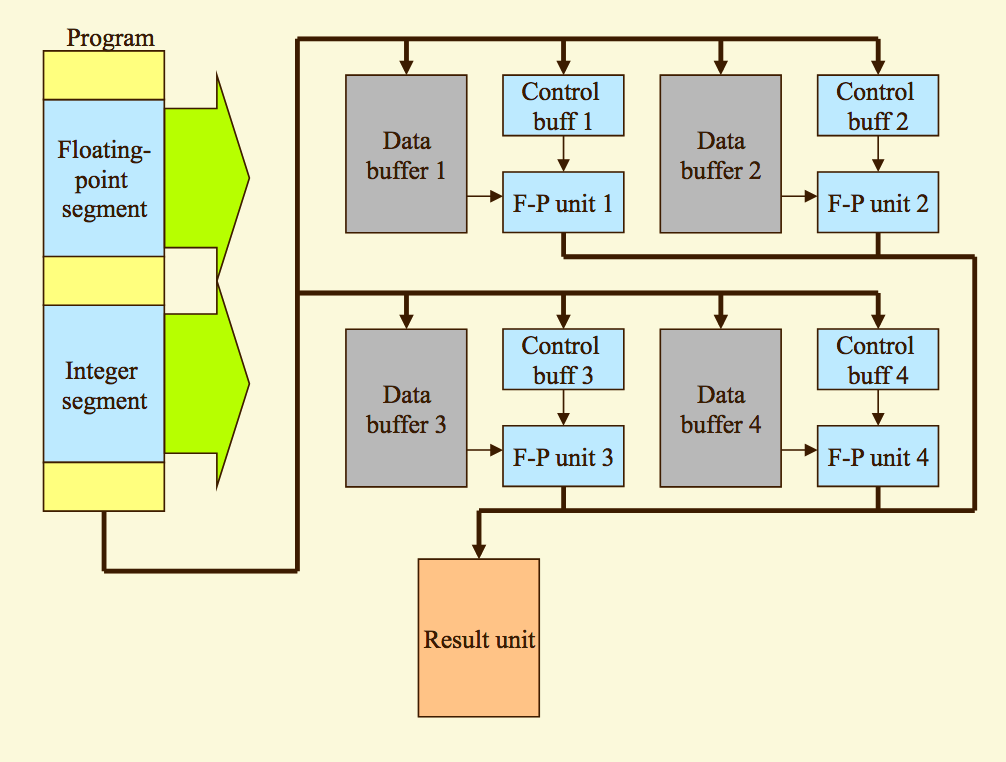 Program
Floating-
point
segment
Integer
segment
Data
buffer 1
Control
buff 1
F-P unit 1
Data
buffer 2
Control
buff 2
F-P unit 2
Data
buffer 3
Control
buff 3
F-P unit 3
Data
buffer 4
Control
buff 4
F-P unit 4
Result unit